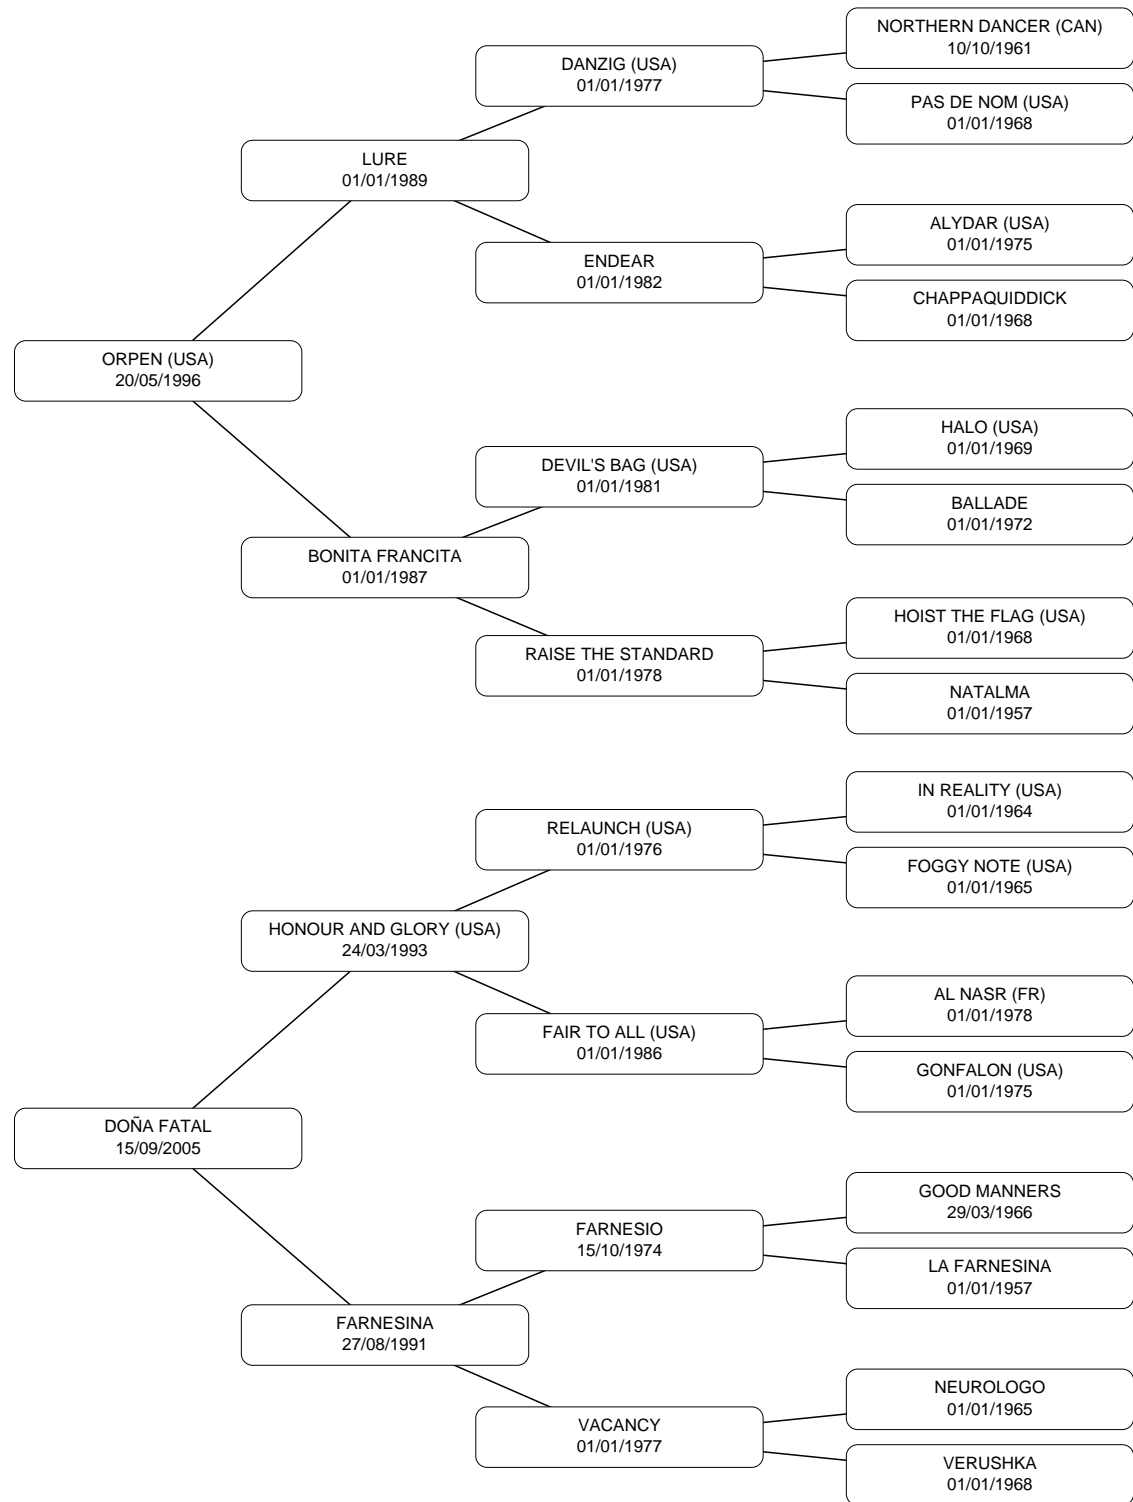 NORTHERN DANCER (CAN)
10/10/1961
DANZIG (USA)
01/01/1977
PAS DE NOM (USA)
01/01/1968
LURE
01/01/1989
ALYDAR (USA)
01/01/1975
ENDEAR
01/01/1982
CHAPPAQUIDDICK
01/01/1968
ORPEN (USA)
20/05/1996
HALO (USA)
01/01/1969
DEVIL'S BAG (USA)
01/01/1981
BALLADE
01/01/1972
BONITA FRANCITA
01/01/1987
HOIST THE FLAG (USA)
01/01/1968
RAISE THE STANDARD
01/01/1978
NATALMA
01/01/1957
IN REALITY (USA)
01/01/1964
RELAUNCH (USA)
01/01/1976
FOGGY NOTE (USA)
01/01/1965
HONOUR AND GLORY (USA)
24/03/1993
AL NASR (FR)
01/01/1978
FAIR TO ALL (USA)
01/01/1986
GONFALON (USA)
01/01/1975
DOÑA FATAL
15/09/2005
GOOD MANNERS
29/03/1966
FARNESIO
15/10/1974
LA FARNESINA
01/01/1957
FARNESINA
27/08/1991
NEUROLOGO
01/01/1965
VACANCY
01/01/1977
VERUSHKA
01/01/1968